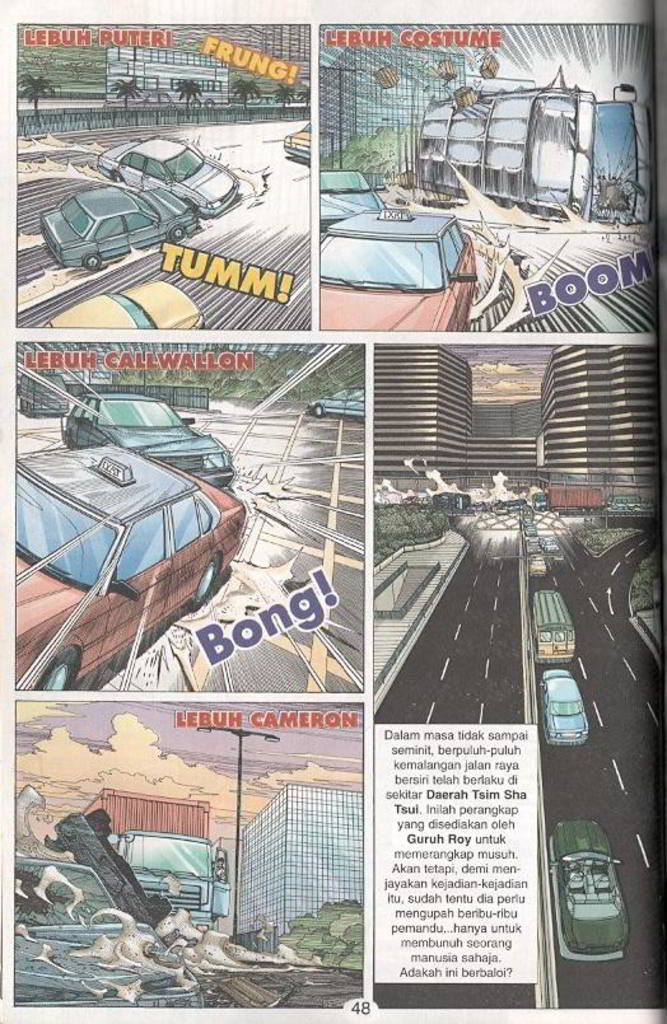 LEBUH PUTERI
FRUNG!
TUMM!
LEBUH COSTUME
TAXI
BOOM
LEBUH CALLWALLON
TAXI
Bong!
LEBUH CAMERON
Dalam masa tidak sampai
seminit, berpuluh-puluh
kemalangan jalan raya
bersiri telah berlaku di
sekitar Daerah Tsim Sha
Tsui. Inilah perangkap
yang disediakan oleh
Guruh Roy untuk
memerangkap musuh.
Akan tetapi, demi men-
jayakan kejadian-kejadian
itu, sudah tentu dia perlu
mengupah beribu-ribu
pemandu...hanya untuk
membunuh seorang
manusia sahaja.
Adakah ini berbaloi?
48